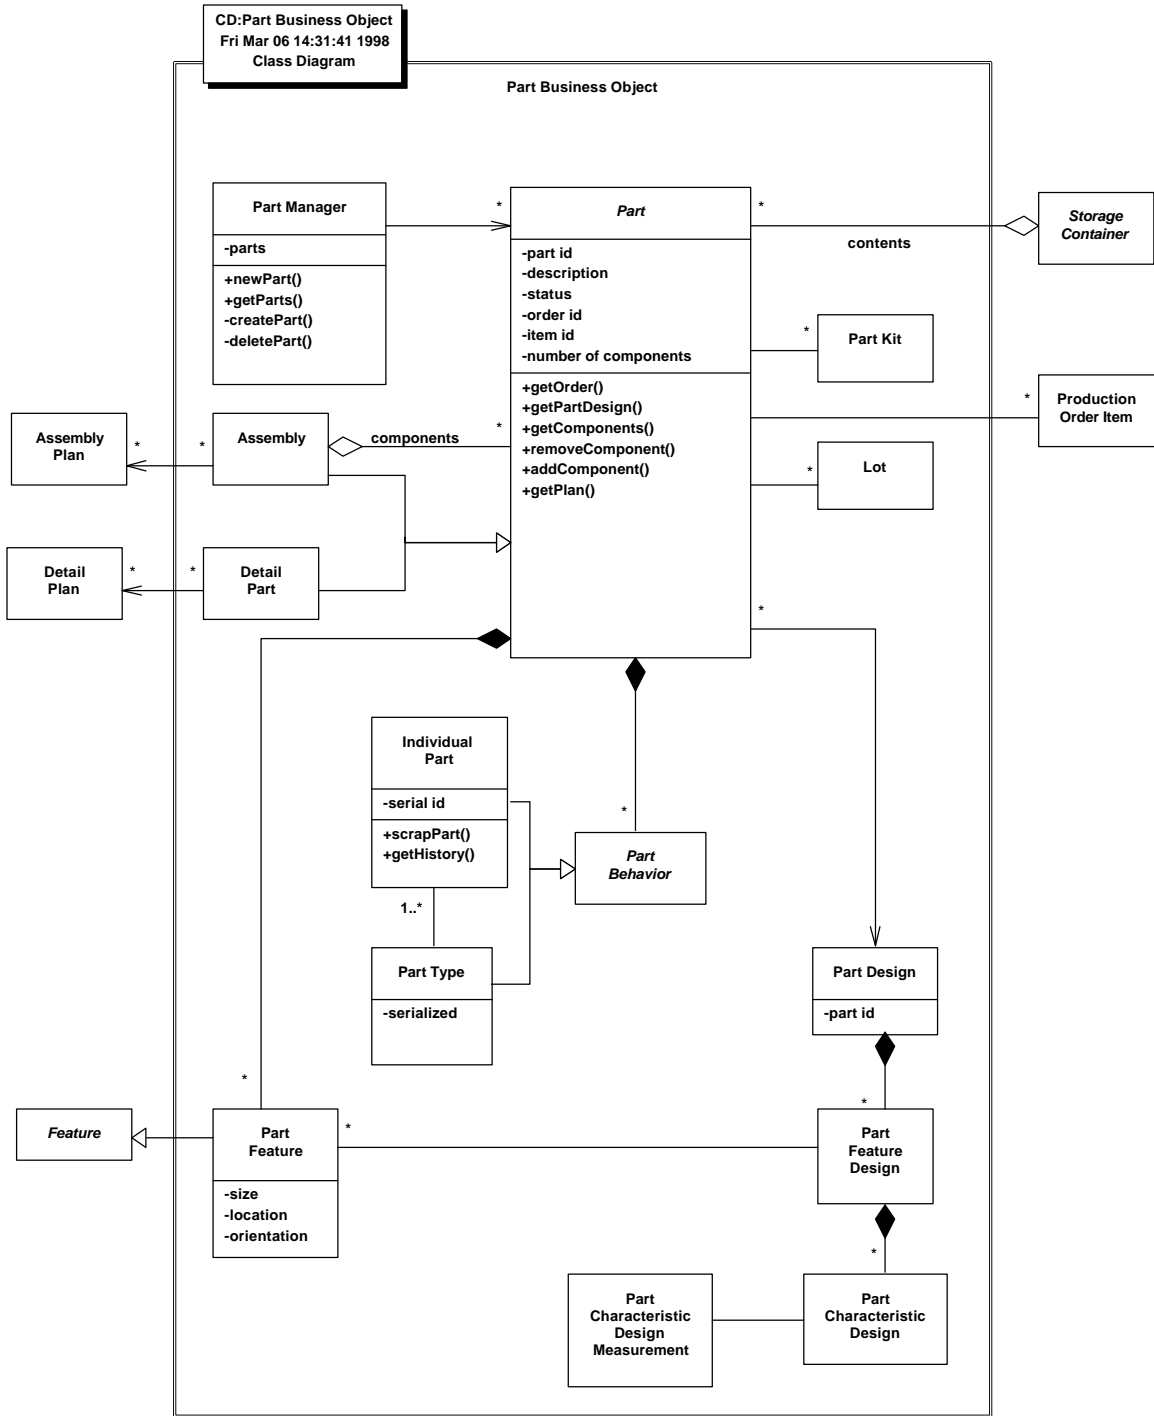 CD:Part Business Object
Fri Mar 06 14:31:41 1998
Class Diagram
Part Business Object
Part Manager
-parts
+newPart()
+getParts()
-createPart()
-deletePart()
*
Part
-part id
-description
-status
-order id
-item id
-number of components
+getOrder()
+getPartDesign()
+getComponents()
+removeComponent()
+addComponent()
+getPlan()
*
contents
Storage
Container
*
Part Kit
*
Production
Order Item
*
Lot
Assembly
Plan
*
*
Assembly
components
*
Detail
Plan
*
*
Detail
Part
*
Individual
Part
-serial id
+scrapPart()
+getHistory()
*
Part
Behavior
1..*
Part Type
-serialized
Part Design
-part id
*
*
Feature
Part
Feature
-size
-location
-orientation
*
Part
Feature
Design
*
Part
Characteristic
Design
Measurement
Part
Characteristic
Design